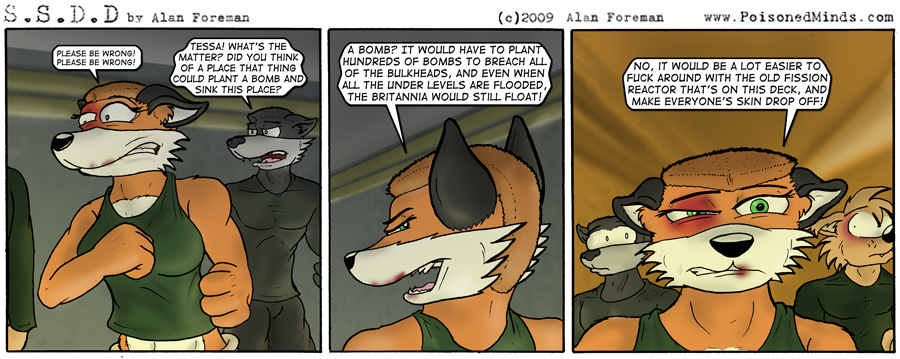 S.S.D.D by Alan Foreman
(c)2009 Alan Foreman
www.PoisonedMinds.com
PLEASE BE WRONG!
PLEASE BE WRONG!
TESSA! WHAT'S THE
MATTER? DID YOU THINK
OF A PLACE THAT THING
COULD PLANT A BOMB AND
SINK THIS PLACE?
A BOMB? IT WOULD HAVE TO PLANT
HUNDREDS OF BOMBS TO BREACH ALL
OF THE BULKHEADS, AND EVEN WHEN
ALL THE UNDER LEVELS ARE FLOODED,
THE BRITANNIA WOULD STILL FLOAT!
NO, IT WOULD BE A LOT EASIER TO
FUCK AROUND WITH THE OLD FISSION
REACTOR THAT'S ON THIS DECK, AND
MAKE EVERYONE'S SKIN DROP OFF!